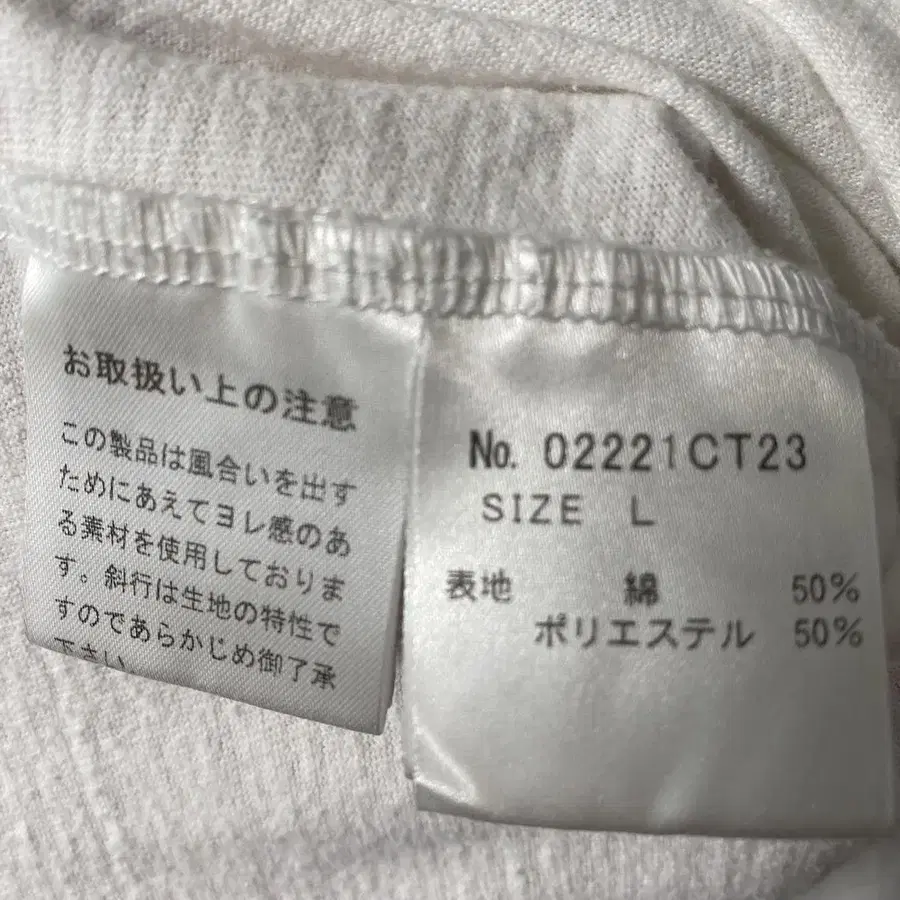 お取扱い上の注意
この製品は風合いを出す
ためにあえてヨレ感のあ
る素材を使用しておりま
す。斜行は生地の特性で
すのであらかじめ御了承
下さい
No. 02221CT23
SIZE L
表地 綿 50%
ポリエステル 50%